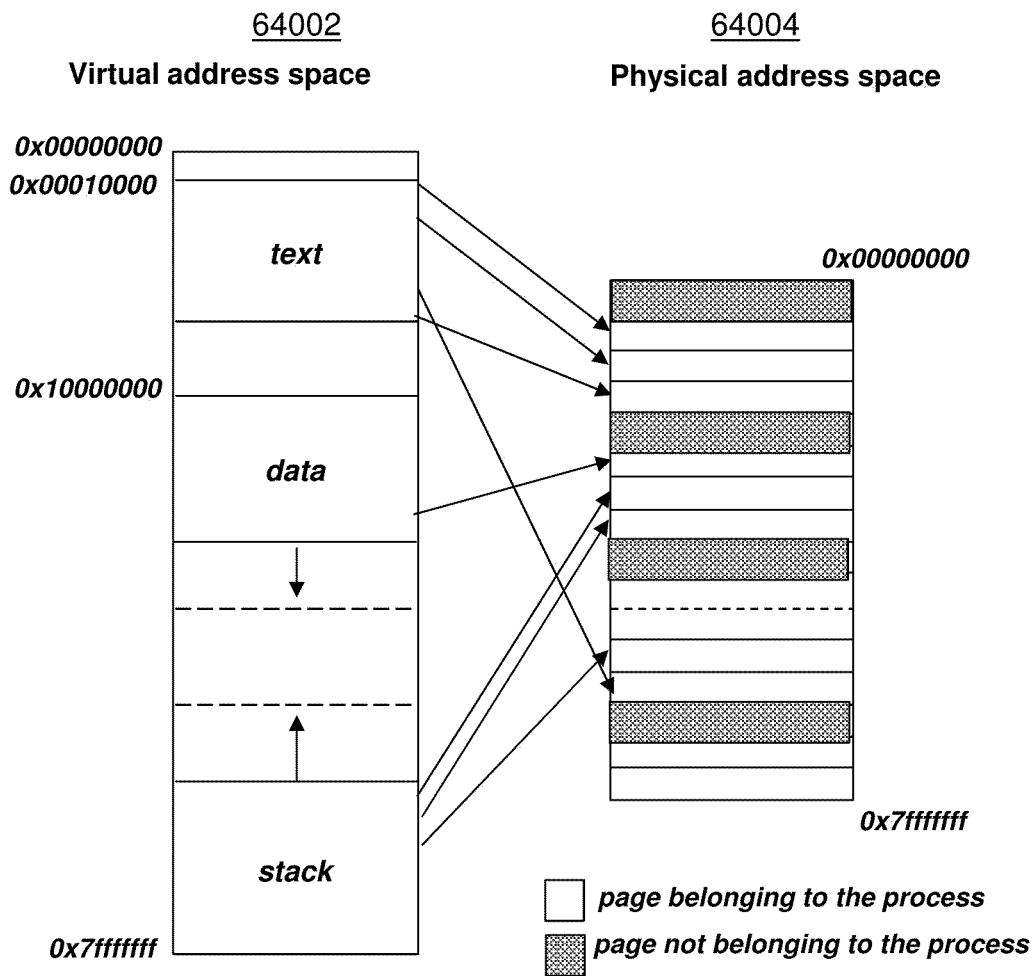 64002
Virtual address space
64004
Physical address space
0x00000000
0x00010000
text
0x10000000
data
stack
0x7fffffff
0x00000000
0x7fffffff
page belonging to the process
page not belonging to the process